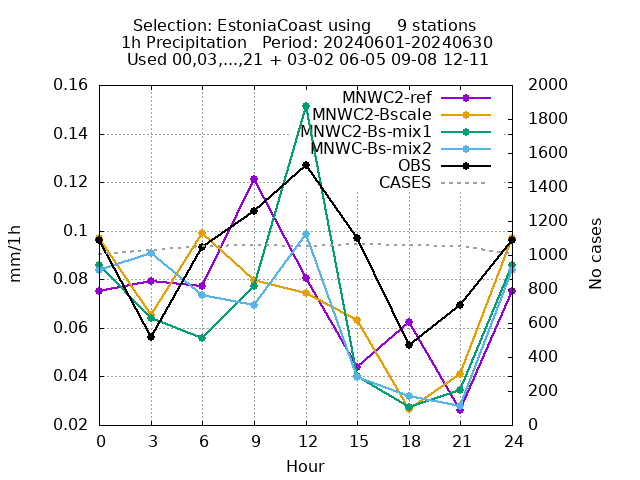 Selection: EstoniaCoast using     9 stations
1h Precipitation   Period: 20240601-20240630
Used 00,03,...,21 + 03-02 06-05 09-08 12-11
MNWC2-ref
MNWC2-Bscale
MNWC2-Bs-mix1
MNWC-Bs-mix2
OBS
CASES
mm/1h
0.16
0.14
0.12
0.1
0.08
0.06
0.04
0.02
2000
1800
1600
1400
1200
1000
800
600
400
200
0
No cases
0 3 6 9 12 15 18 21 24
Hour